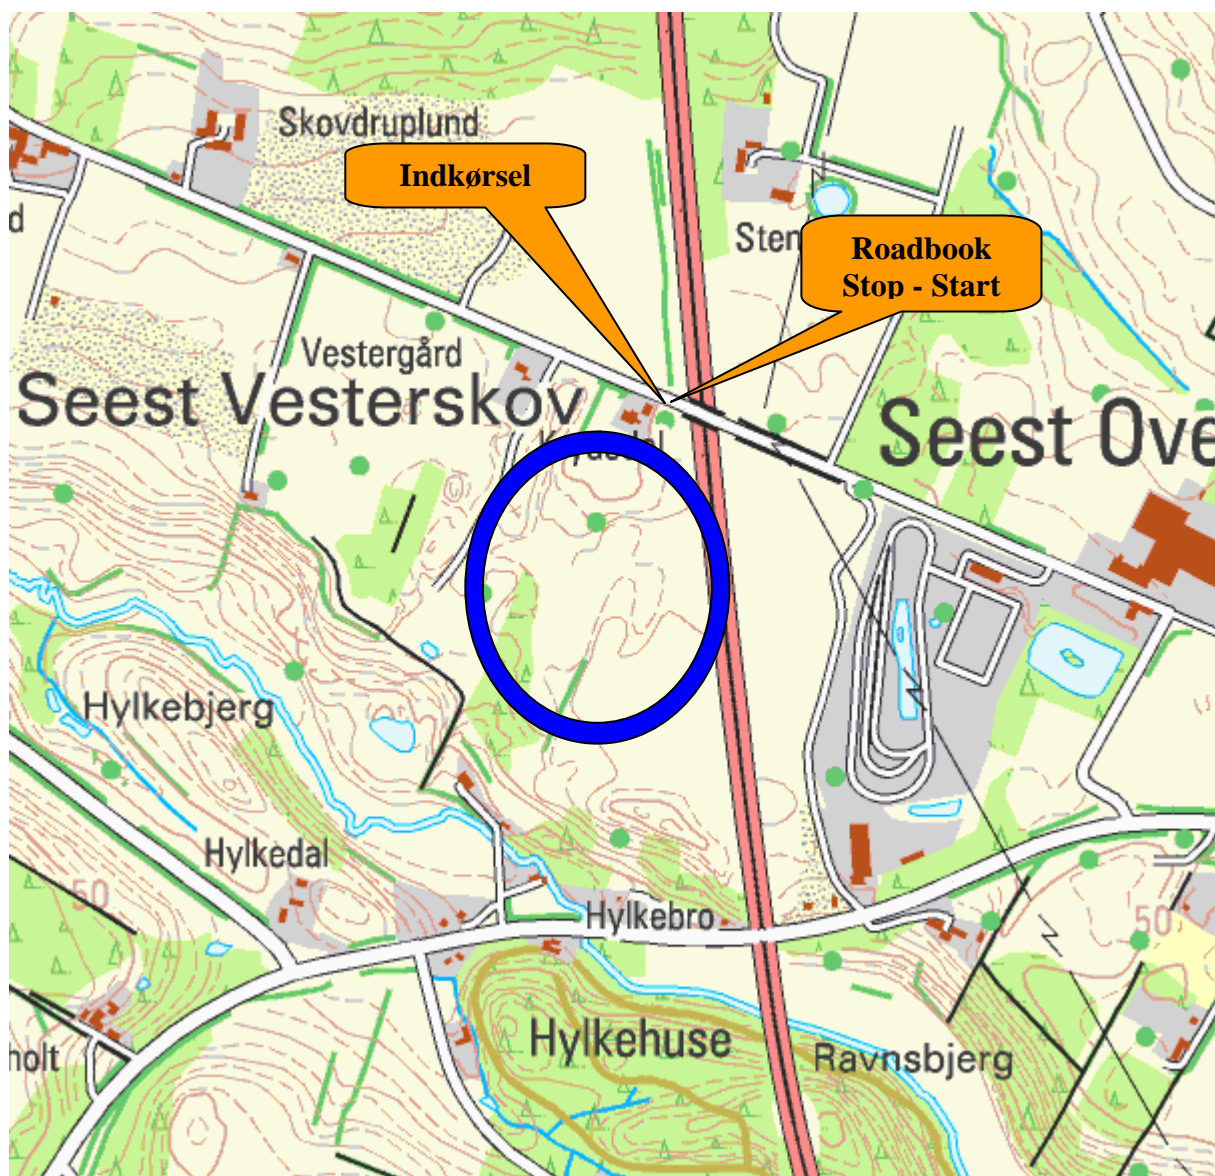 Skovdruplund
Indkørsel
d
Sten
Roadbook
Stop - Start
Vestergård
Seest Vesterskov
Seest Ove
Hylkebjerg
Hylkedal
50
Hylkebro
50
Hylkehuse
Ravnsbjerg
holt